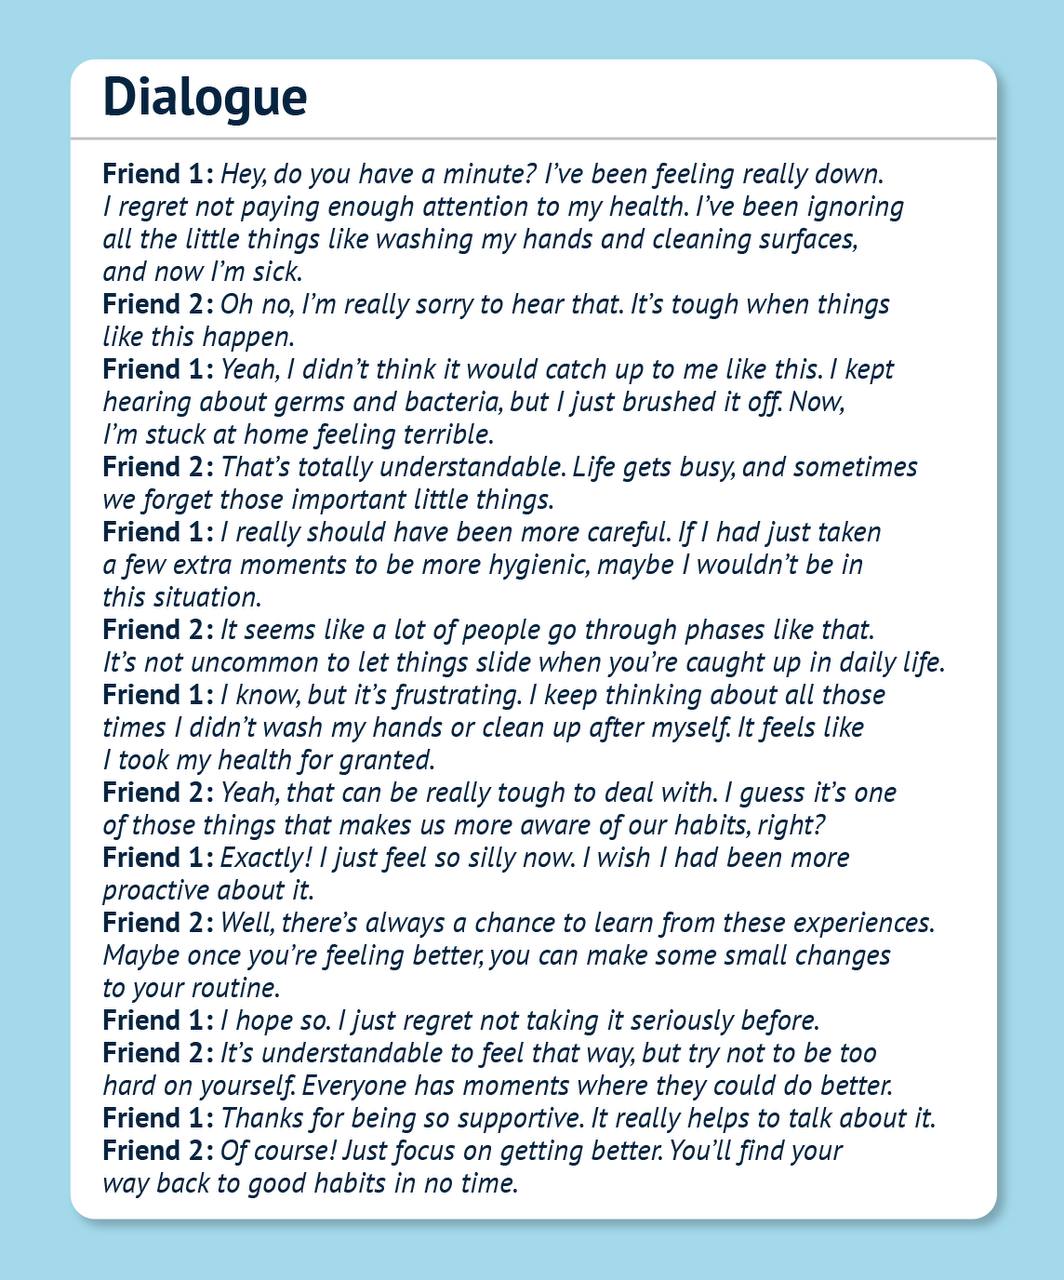 Dialogue
Friend 1: Hey, do you have a minute? I’ve been feeling really down.
I regret not paying enough attention to my health. I’ve been ignoring
all the little things like washing my hands and cleaning surfaces,
and now I’m sick.
Friend 2: Oh no, I’m really sorry to hear that. It’s tough when things
like this happen.
Friend 1: Yeah, I didn’t think it would catch up to me like this. I kept
hearing about germs and bacteria, but I just brushed it off. Now,
I’m stuck at home feeling terrible.
Friend 2: That’s totally understandable. Life gets busy, and sometimes
we forget those important little things.
Friend 1: I really should have been more careful. If I had just taken
a few extra moments to be more hygienic, maybe I wouldn’t be in
this situation.
Friend 2: It seems like a lot of people go through phases like that.
It’s not uncommon to let things slide when you’re caught up in daily life.
Friend 1: I know, but it’s frustrating. I keep thinking about all those
times I didn’t wash my hands or clean up after myself. It feels like
I took my health for granted.
Friend 2: Yeah, that can be really tough to deal with. I guess it’s one
of those things that makes us more aware of our habits, right?
Friend 1: Exactly! I just feel so silly now. I wish I had been more
proactive about it.
Friend 2: Well, there’s always a chance to learn from these experiences.
Maybe once you’re feeling better, you can make some small changes
to your routine.
Friend 1: I hope so. I just regret not taking it seriously before.
Friend 2: It’s understandable to feel that way, but try not to be too
hard on yourself. Everyone has moments where they could do better.
Friend 1: Thanks for being so supportive. It really helps to talk about it.
Friend 2: Of course! Just focus on getting better. You’ll find your
way back to good habits in no time.